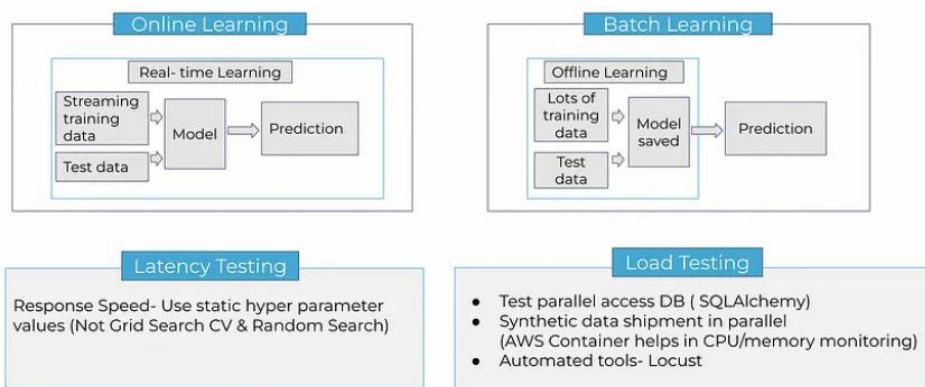 Online Learning
Real- time Learning
Streaming
training
data
Test data
Model
Prediction
Batch Learning
Offline Learning
Lots of
training
data
Test
data
Model
saved
Prediction
Latency Testing
Response Speed- Use static hyper parameter
values (Not Grid Search CV & Random Search)
Load Testing
● Test parallel access DB ( SQLAlchemy)
● Synthetic data shipment in parallel
(AWS Container helps in CPU/memory monitoring)
● Automated tools- Locust